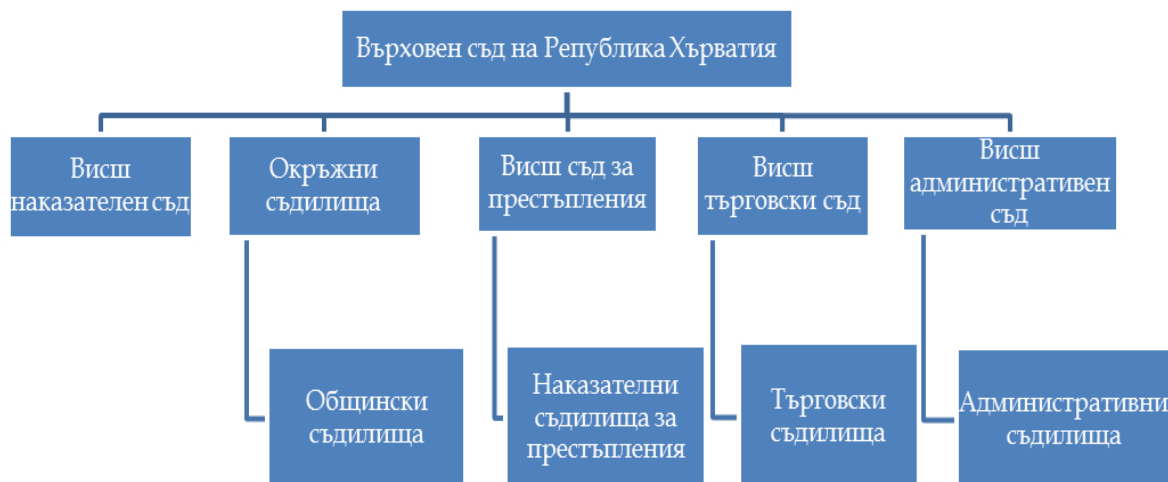 Върховен съд на Република Хърватия
Висш
наказателен съд
Окръжни
съдилища
Висш съд за
престъпления
Висш
търговски съд
Висш
административен
съд
Общински
съдилища
Наказателни
съдилища за
престъпления
Търговски
съдилища
Административни
съдилища